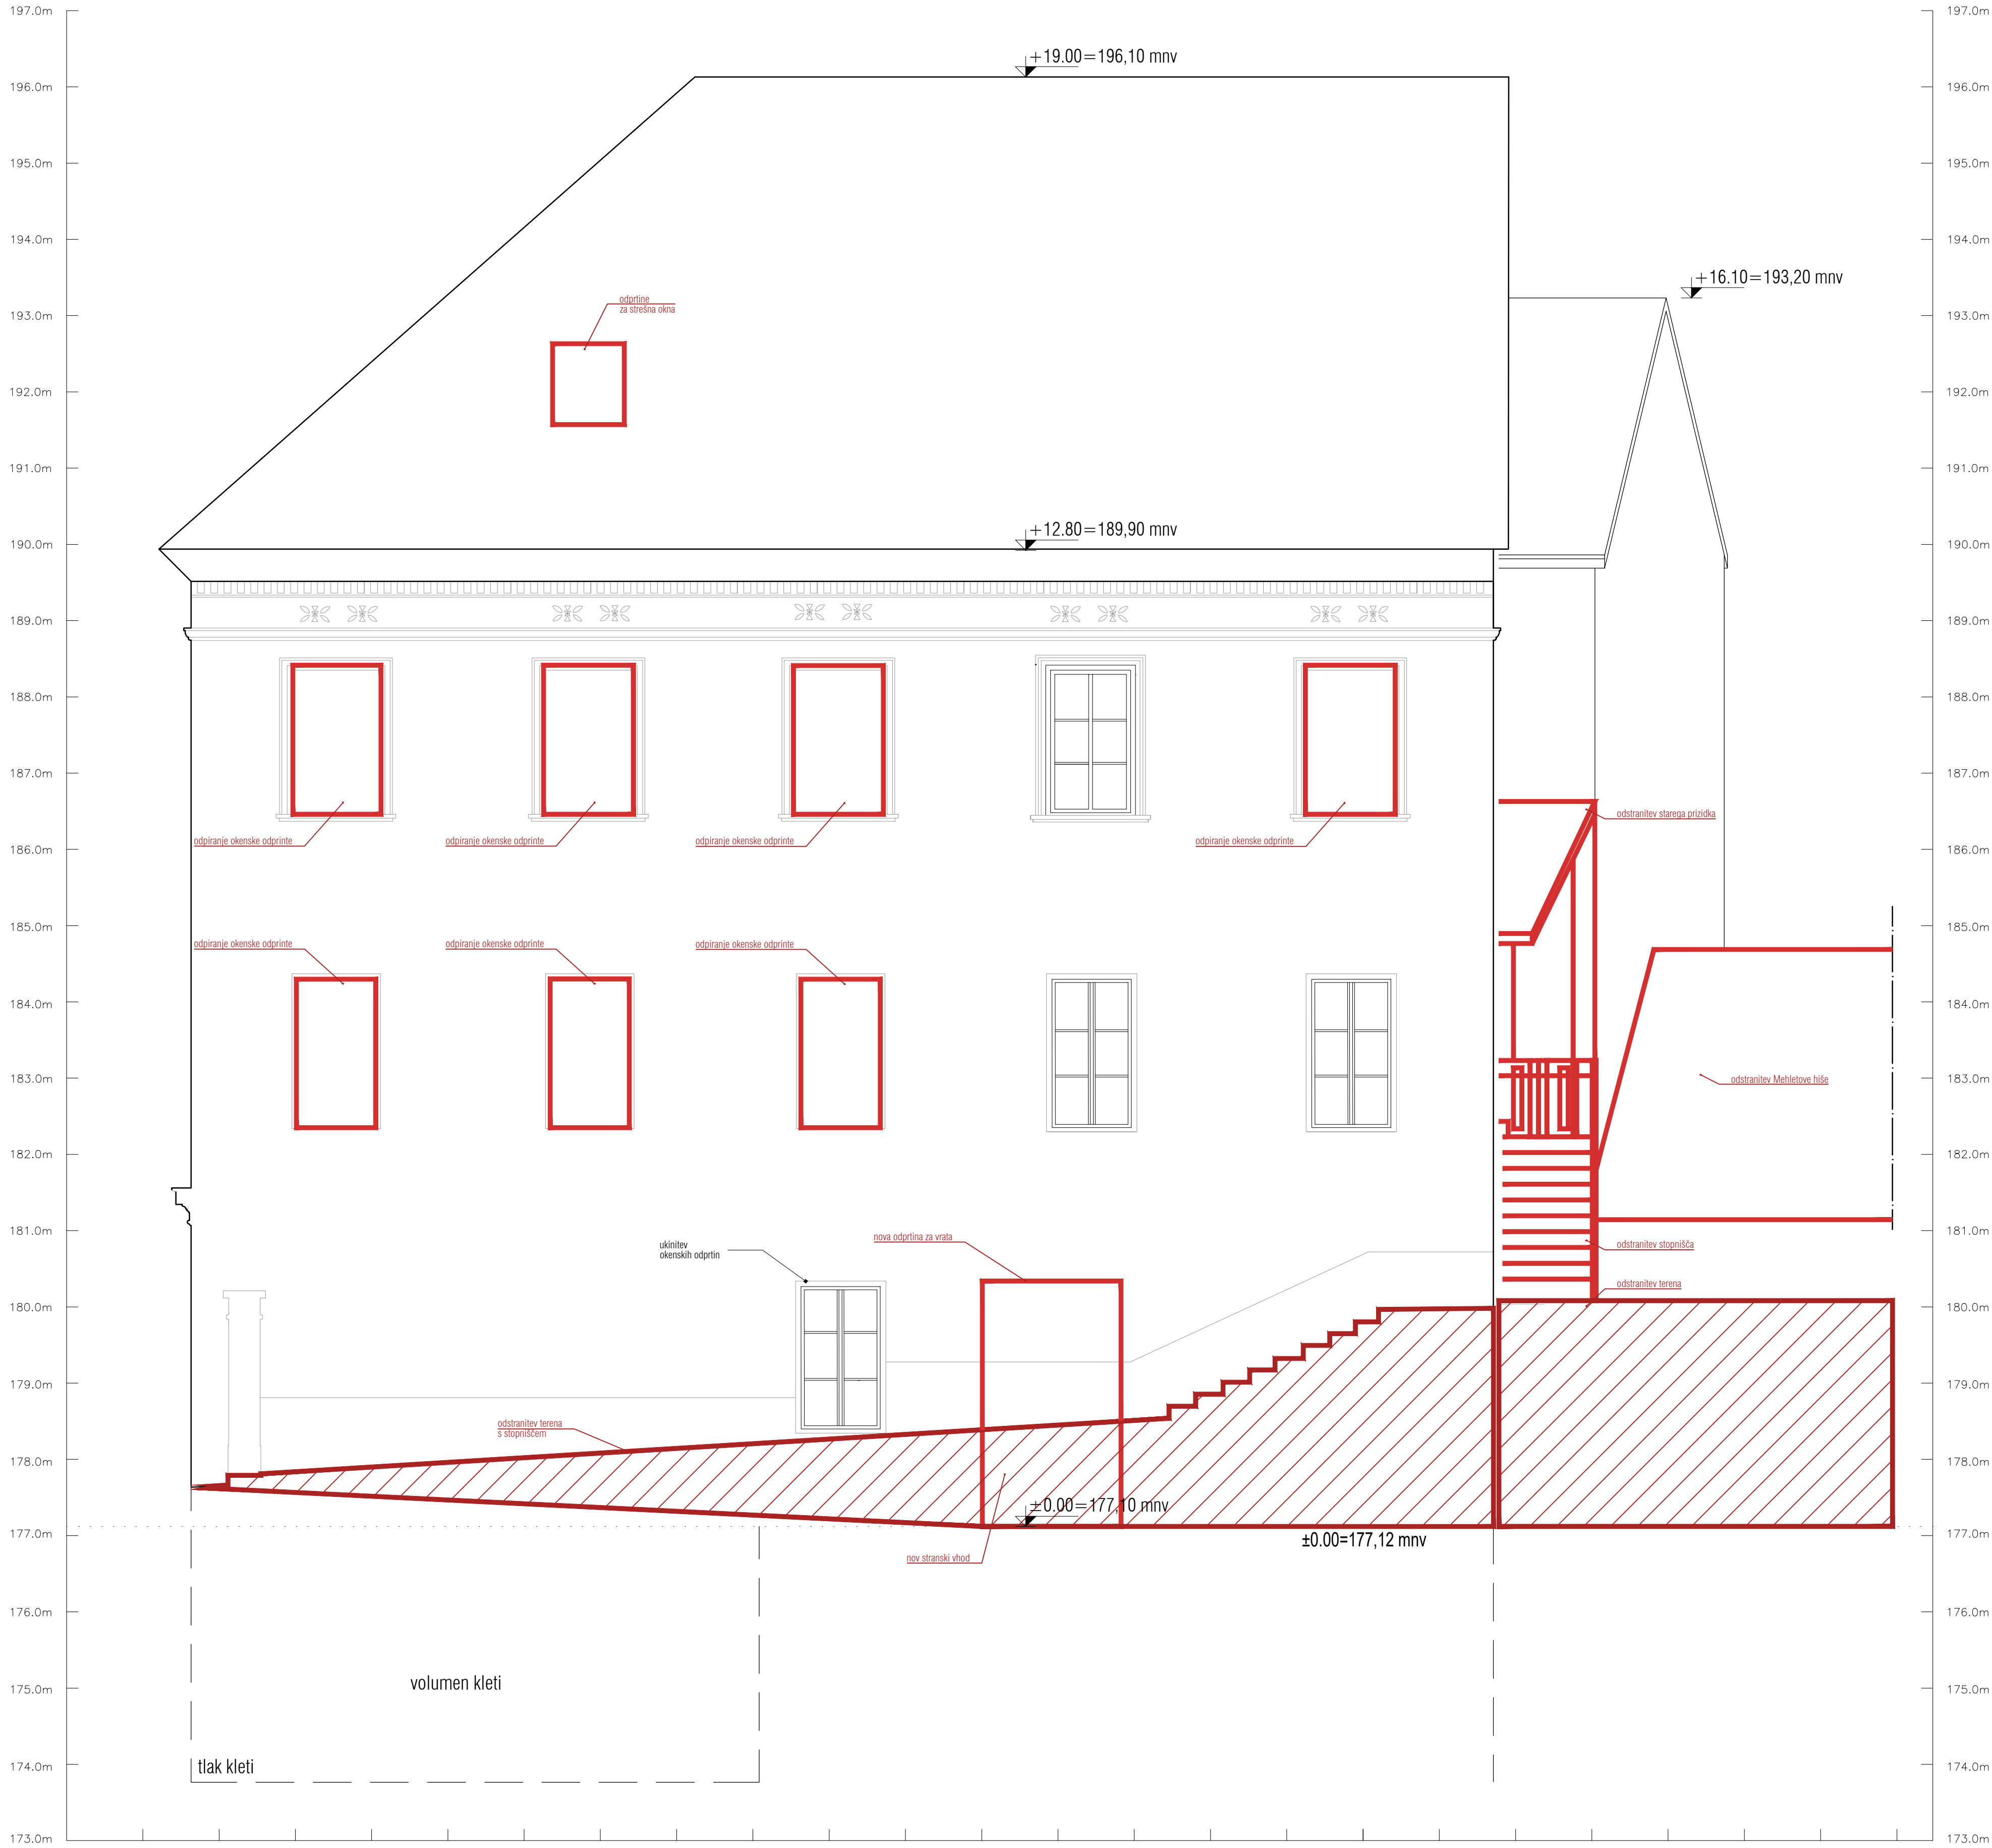 197.0m
197.0m
+19.00=196,10 mnv
196.0m
196.0m
195.0m
195.0m
194.0m
194.0m
+16.10=193,20 mnv
odprtine
za strešna okna
193.0m
193.0m
192.0m
192.0m
191.0m
191.0m
+12.80=189,90 mnv
190.0m
190.0m
189.0m
189.0m
188.0m
188.0m
187.0m
187.0m
odstranitev starega prizidka
odpiranje okenske odprinte
odpiranje okenske odprinte
odpiranje okenske odprinte
odpiranje okenske odprinte
186.0m
186.0m
185.0m
185.0m
odpiranje okenske odprinte
odpiranje okenske odprinte
odpiranje okenske odprinte
184.0m
184.0m
183.0m
183.0m
odstranitev Mehletove hiše
182.0m
182.0m
181.0m
181.0m
nova odprtina za vrata
ukinitev
okenskih odprtin
odstranitev stopnišča
odstranitev terena
180.0m
180.0m
179.0m
179.0m
odstranitev terena
s stopniščem
178.0m
178.0m
±0.00=177,10 mnv
177.0m
177.0m
±0.00=177,12 mnv
nov stranski vhod
176.0m
176.0m
volumen kleti
175.0m
175.0m
tlak kleti
174.0m
174.0m
173.0m
173.0m